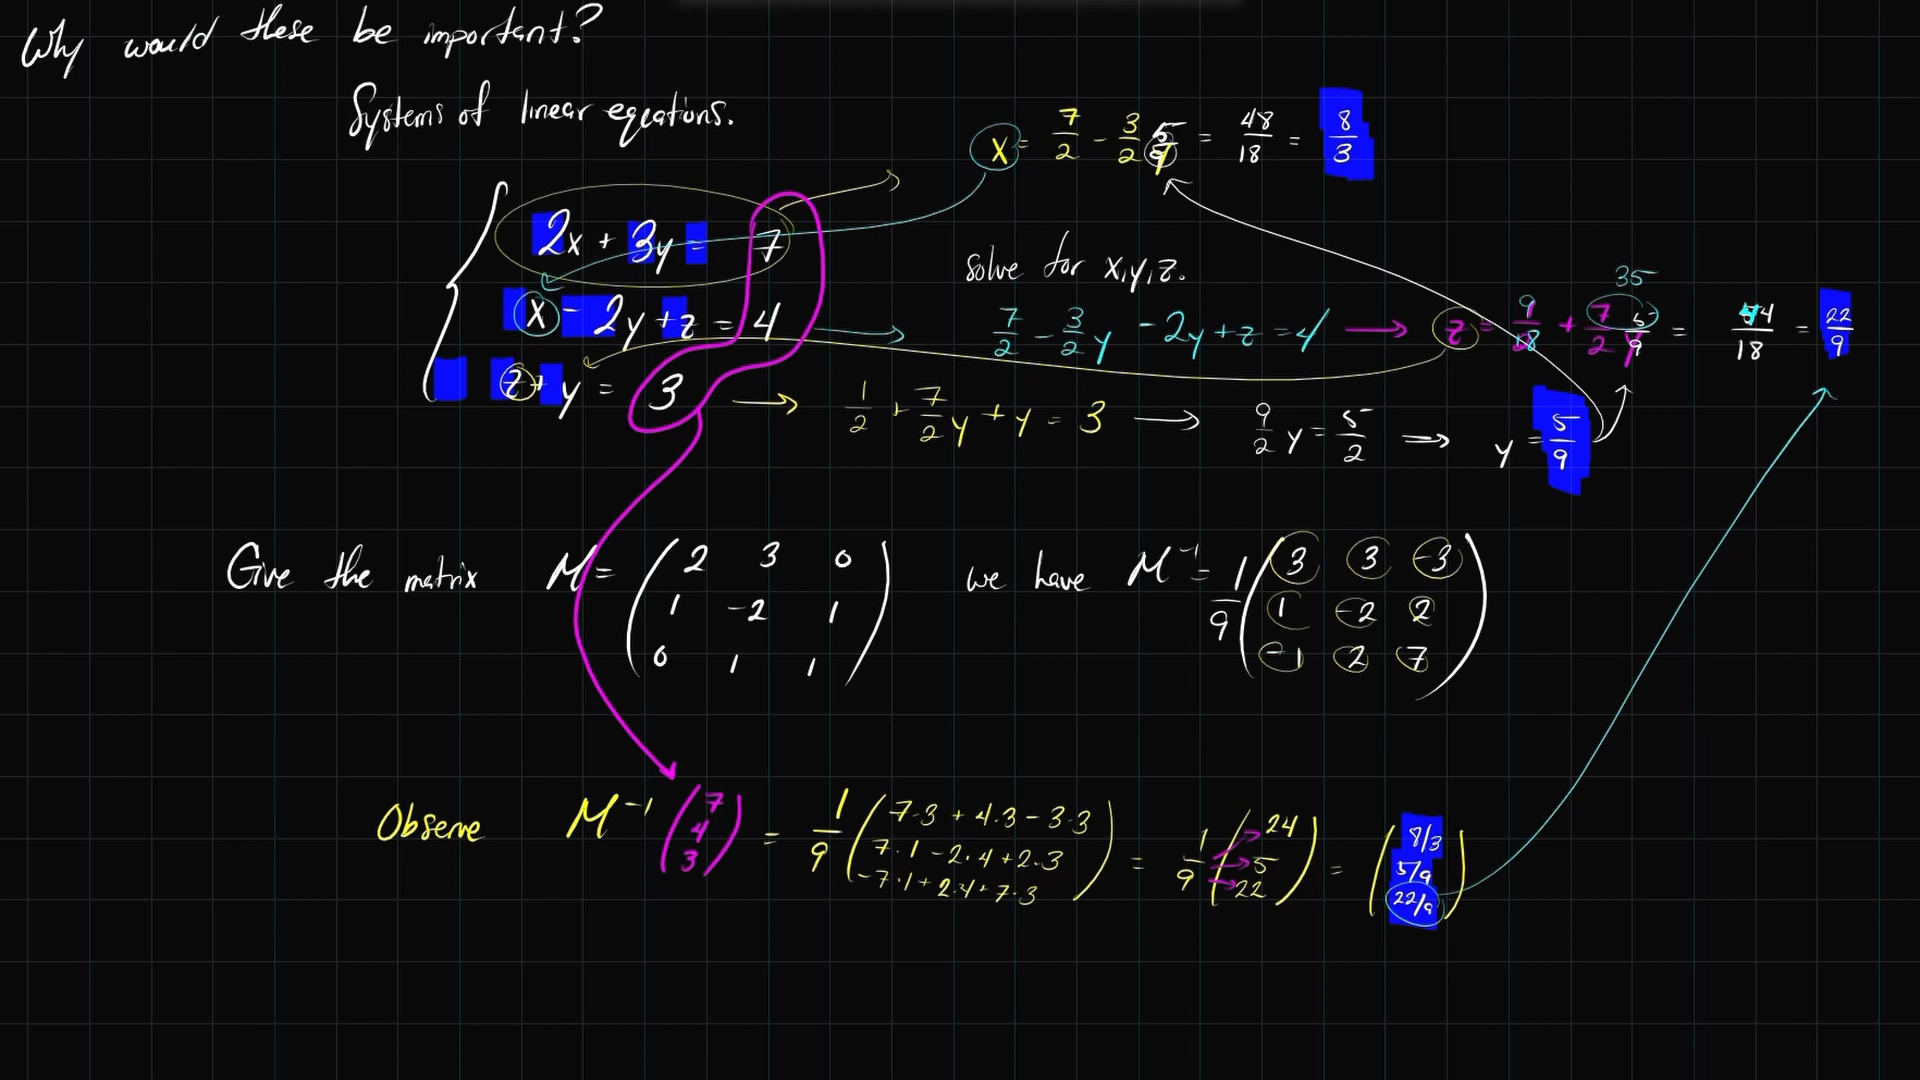 Why would these be important?
Systems of linear equations.
x = 7/2 - 3/2 y 5/9 = 48/18 = 8/3
2x + 3y = 7
solve for x,y,z.
x - 2y + z = 4 → 7/2 - 3/2 y - 2y + z = 4 → z = 9/18 + 7/2 y 5/9 = 44/18 = 22/9
35
z + y = 3 → 1/2 + 7/2 y + y = 3 → 9/2 y = 5/2 → y = 5/9
Give the matrix M = ( 2 3 0
1 -2 1
0 1 1 )
we have M⁻¹ = 1/9 ( 3 3 -3
1 -2 2
-1 2 7 )
Observe M⁻¹ ( 7
4
3 ) = 1/9 ( 7·3 + 4·3 - 3·3
7·1 - 2·4 + 2·3
-7·1 + 2·4 + 7·3 ) = 1/9 ( 24
5
22 ) = ( 8/3
5/9
22/9 )